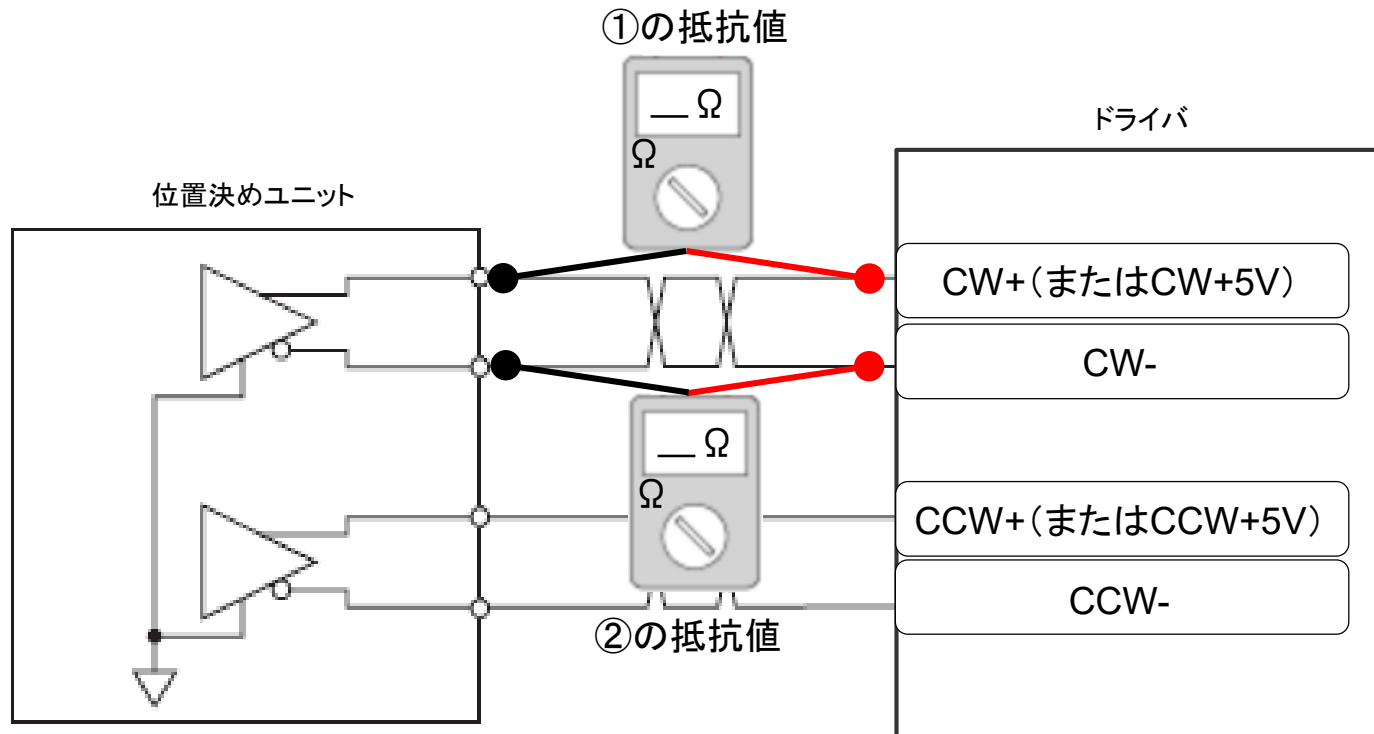 ①の抵抗値
__ Ω
Ω
ドライバ
位置決めユニット
CW+(またはCW+5V)
CW-
__ Ω
Ω
CCW+(またはCCW+5V)
CCW-
②の抵抗値